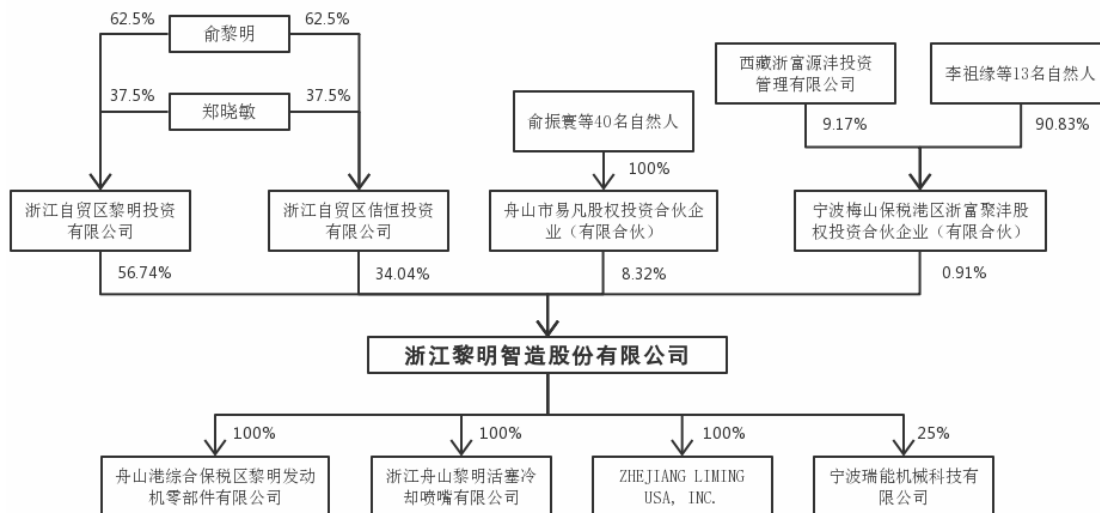 62.5%
俞黎明
62.5%
37.5%
郑晓敏
37.5%
俞振寰等40名自然人
西藏浙富源沣投资
管理有限公司
李祖缘等13名自然人
100%
9.17%
90.83%
浙江自贸区黎明投资
有限公司
浙江自贸区佶恒投资
有限公司
舟山市易凡股权投资合伙企
业（有限合伙）
宁波梅山保税港区浙富聚沣股
权投资合伙企业（有限合伙）
56.74%
34.04%
8.32%
0.91%
浙江黎明智造股份有限公司
100%
100%
100%
25%
舟山港综合保税区黎明发动
机零部件有限公司
浙江舟山黎明活塞冷
却喷嘴有限公司
ZHEJIANG LIMING
USA, INC.
宁波瑞能机械科技有
限公司